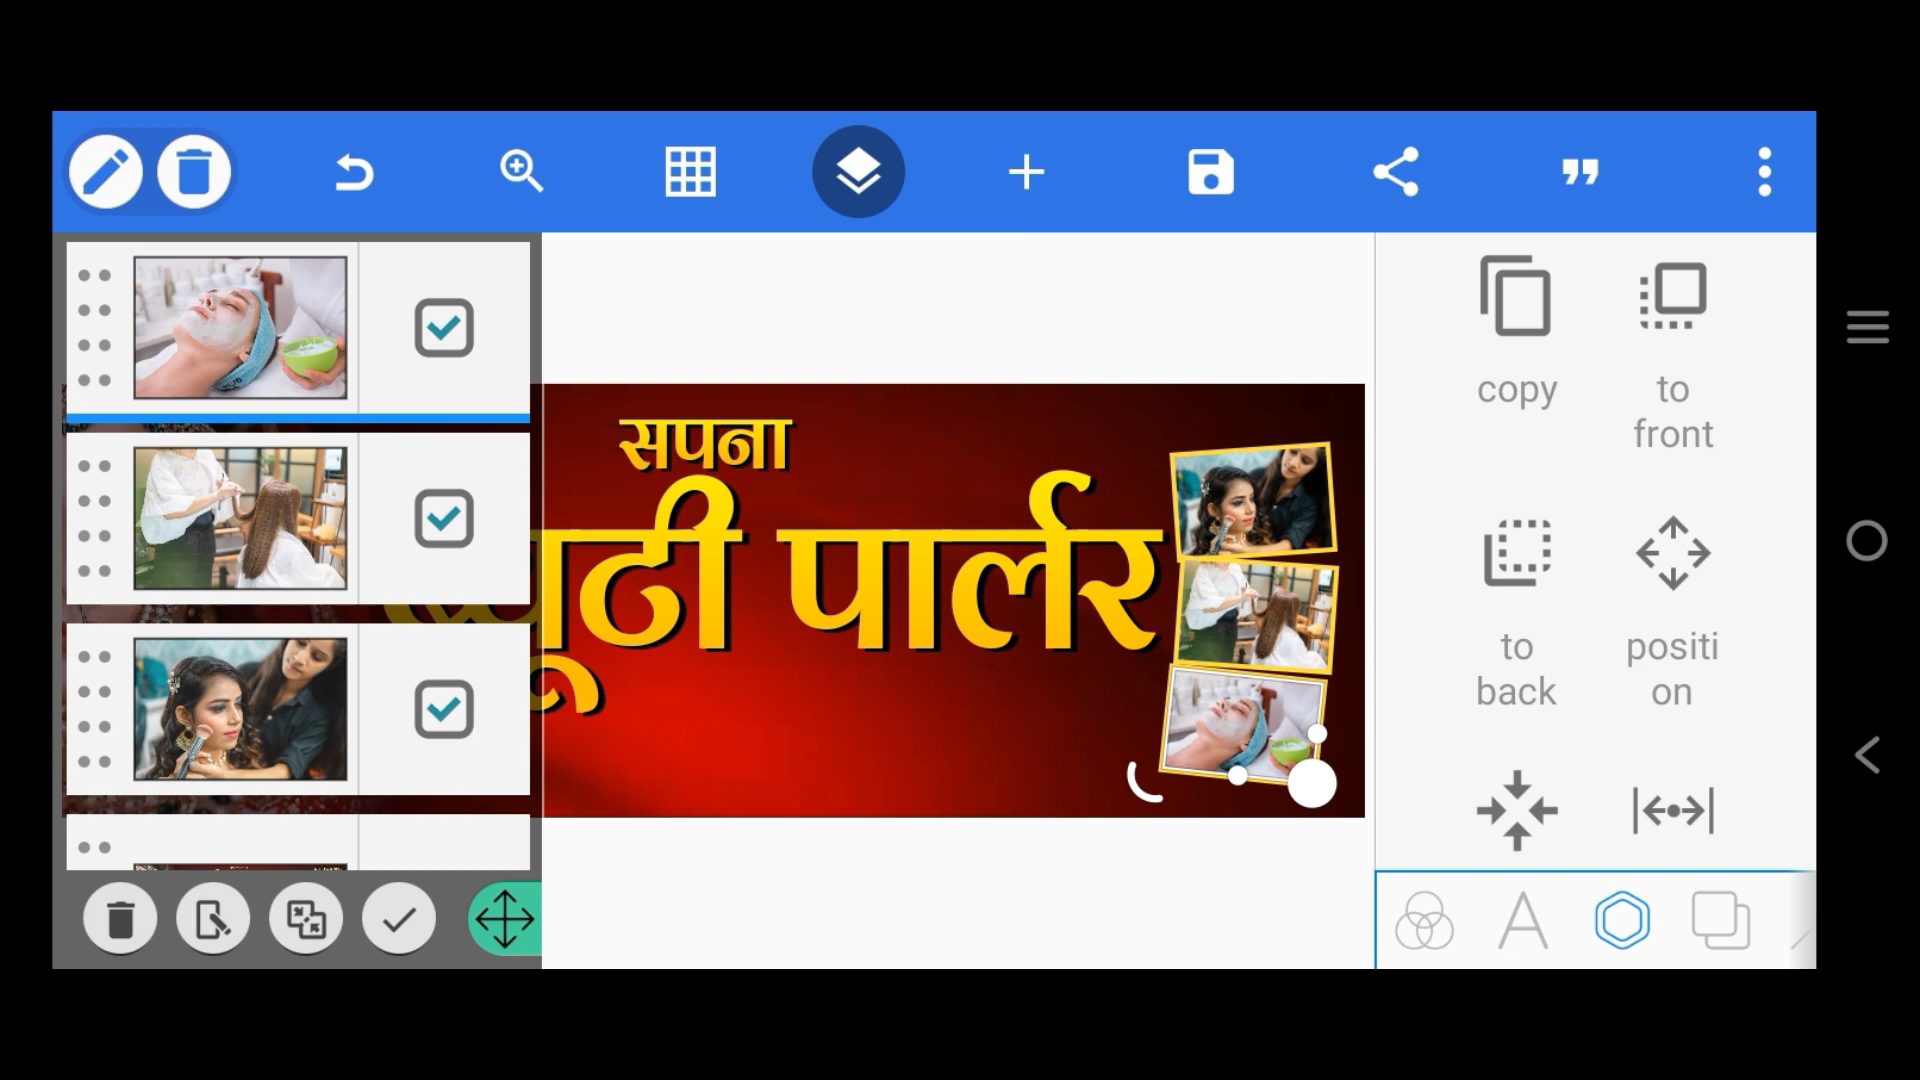 सपना
ब्यूटी पार्लर
copy
to
front
to
back
positi
on